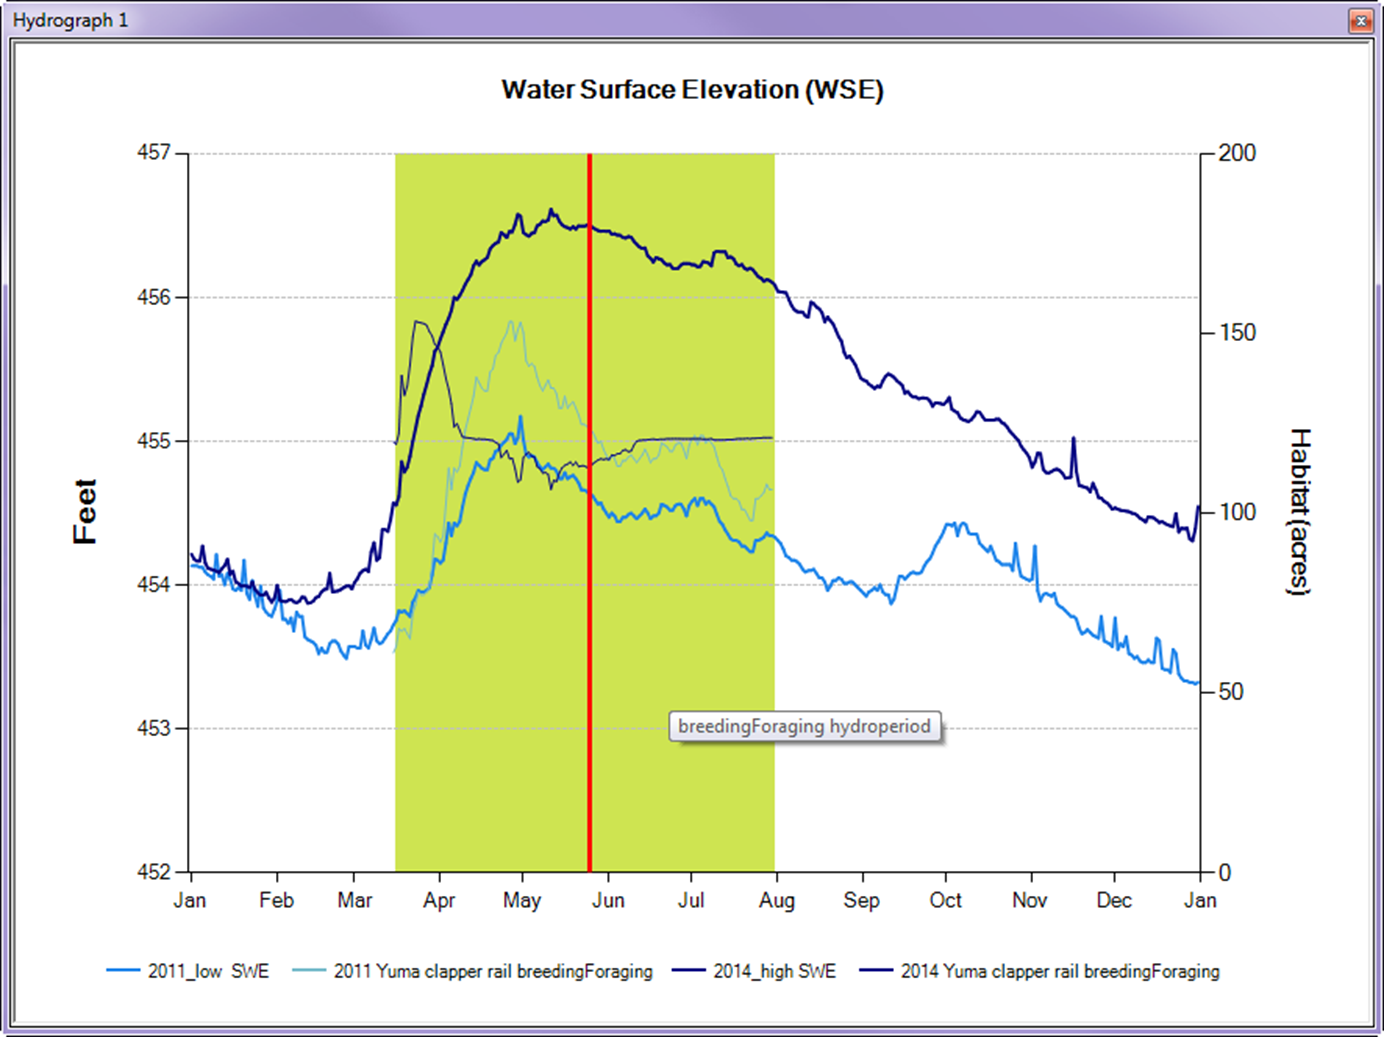 Hydrograph 1
Water Surface Elevation (WSE)
457
456
455
454
453
452
Feet
200
150
100
50
0
Habitat (acres)
breedingForaging hydroperiod
Jan Feb Mar Apr May Jun Jul Aug Sep Oct Nov Dec Jan
2011_low SWE 2011 Yuma clapper rail breedingForaging 2014_high SWE 2014 Yuma clapper rail breedingForaging